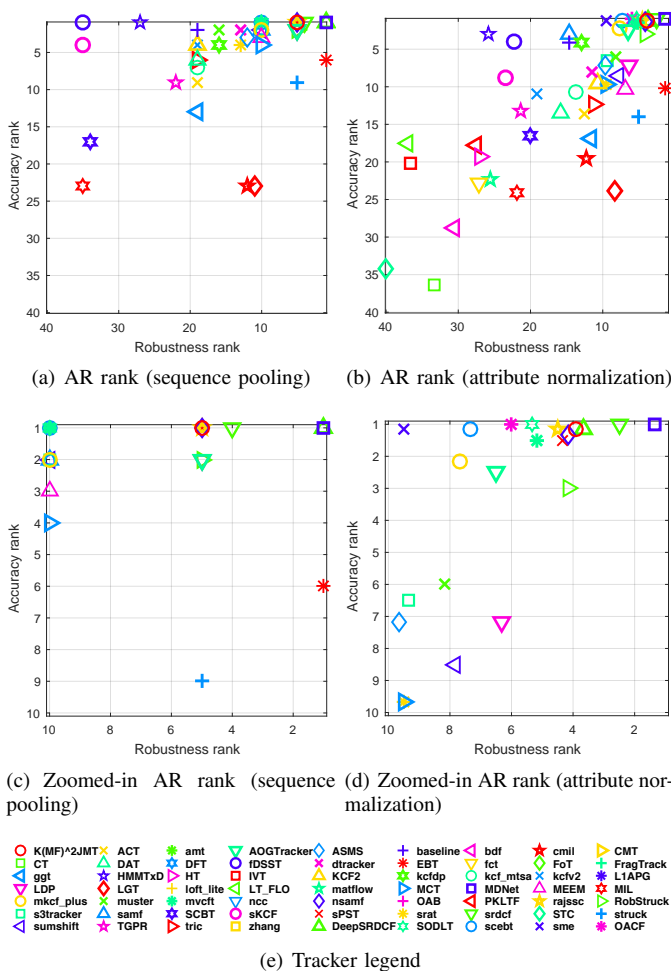 Accuracy rank
5
10
15
20
25
30
35
40
40
30
20
10
Robustness rank
(a) AR rank (sequence pooling)
Accuracy rank
5
10
15
20
25
30
35
40
40
30
20
10
Robustness rank
(b) AR rank (attribute normalization)
Accuracy rank
1
2
3
4
5
6
7
8
9
10
10
8
6
4
2
Robustness rank
(c) Zoomed-in AR rank (sequence
pooling)
Accuracy rank
1
2
3
4
5
6
7
8
9
10
10
8
6
4
2
Robustness rank
(d) Zoomed-in AR rank (attribute nor-
malization)
K(MF)^2JMT ACT amt AOGTracker ASMS baseline bdf cmil CMT
CT DAT DFT fDSST dtracker EBT fct FoT FragTrack
ggt HMMTxD HT IVT KCF2 kcfdp kcf_mtsa kcfv2 L1APG
LDP LGT loft_lite LT_FLO matflow MCT MDNet MEEM MIL
mkcf_plus muster mvcft ncc nsamf OAB PKLTF rajssc RobStruck
s3tracker samf SCBT sKCF sPST srat srdcf STC struck
sumshift TGPR tric zhang DeepSRDCF SODLT scebt sme OACF
(e) Tracker legend